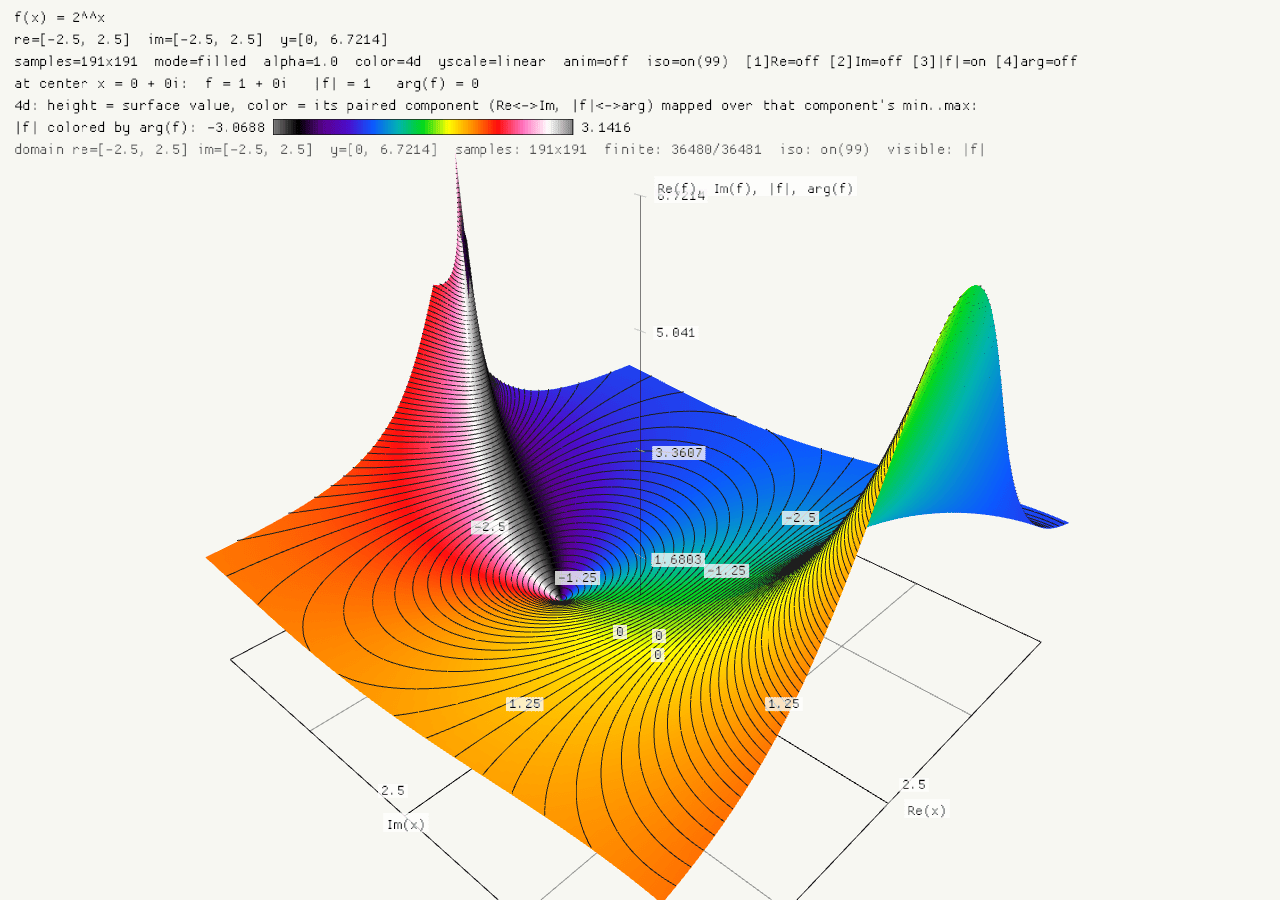 f(x) = 2^^x
re=[-2.5, 2.5]  im=[-2.5, 2.5]  y=[0, 6.7214]
samples=191x191  mode=filled  alpha=1.0  color=4d  yscale=linear  anim=off  iso=on(99)  [1]Re=off [2]Im=off [3]|f|=on [4]arg=off
at center x = 0 + 0i:  f = 1 + 0i   |f| = 1   arg(f) = 0
4d: height = surface value, color = its paired component (Re<->Im, |f|<->arg) mapped over that component's min..max:
|f| colored by arg(f): -3.0688 3.1416
domain re=[-2.5, 2.5] im=[-2.5, 2.5]  y=[0, 6.7214]  samples: 191x191  finite: 36480/36481  iso: on(99)  visible: |f|
Re(f), Im(f), |f|, arg(f)
6.7214
5.041
3.3607
-2.5
-2.5
1.6803
-1.25
-1.25
0
0
0
1.25
1.25
2.5
2.5
Im(x)
Re(x)